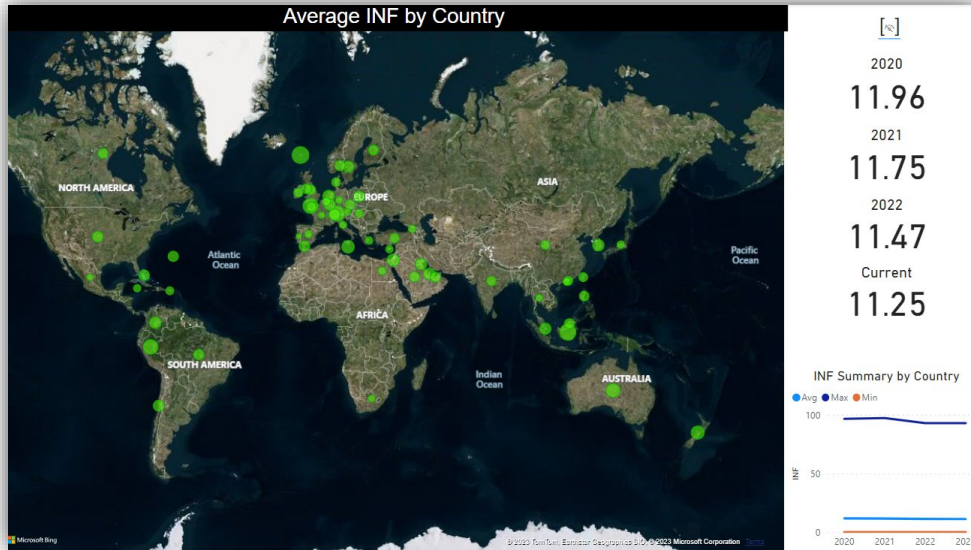 Average INF by Country
2020
11.96
2021
11.75
2022
11.47
Current
11.25
NORTH AMERICA
EUROPE
ASIA
Atlantic
Ocean
Pacific
Ocean
AFRICA
SOUTH AMERICA
Indian
Ocean
AUSTRALIA
INF Summary by Country
Avg Max Min
100
50
0
INF
2020 2021 2022
Microsoft Bing
© 2023 TomTom, Earthstar Geographics SIO, © 2023 Microsoft Corporation Terms